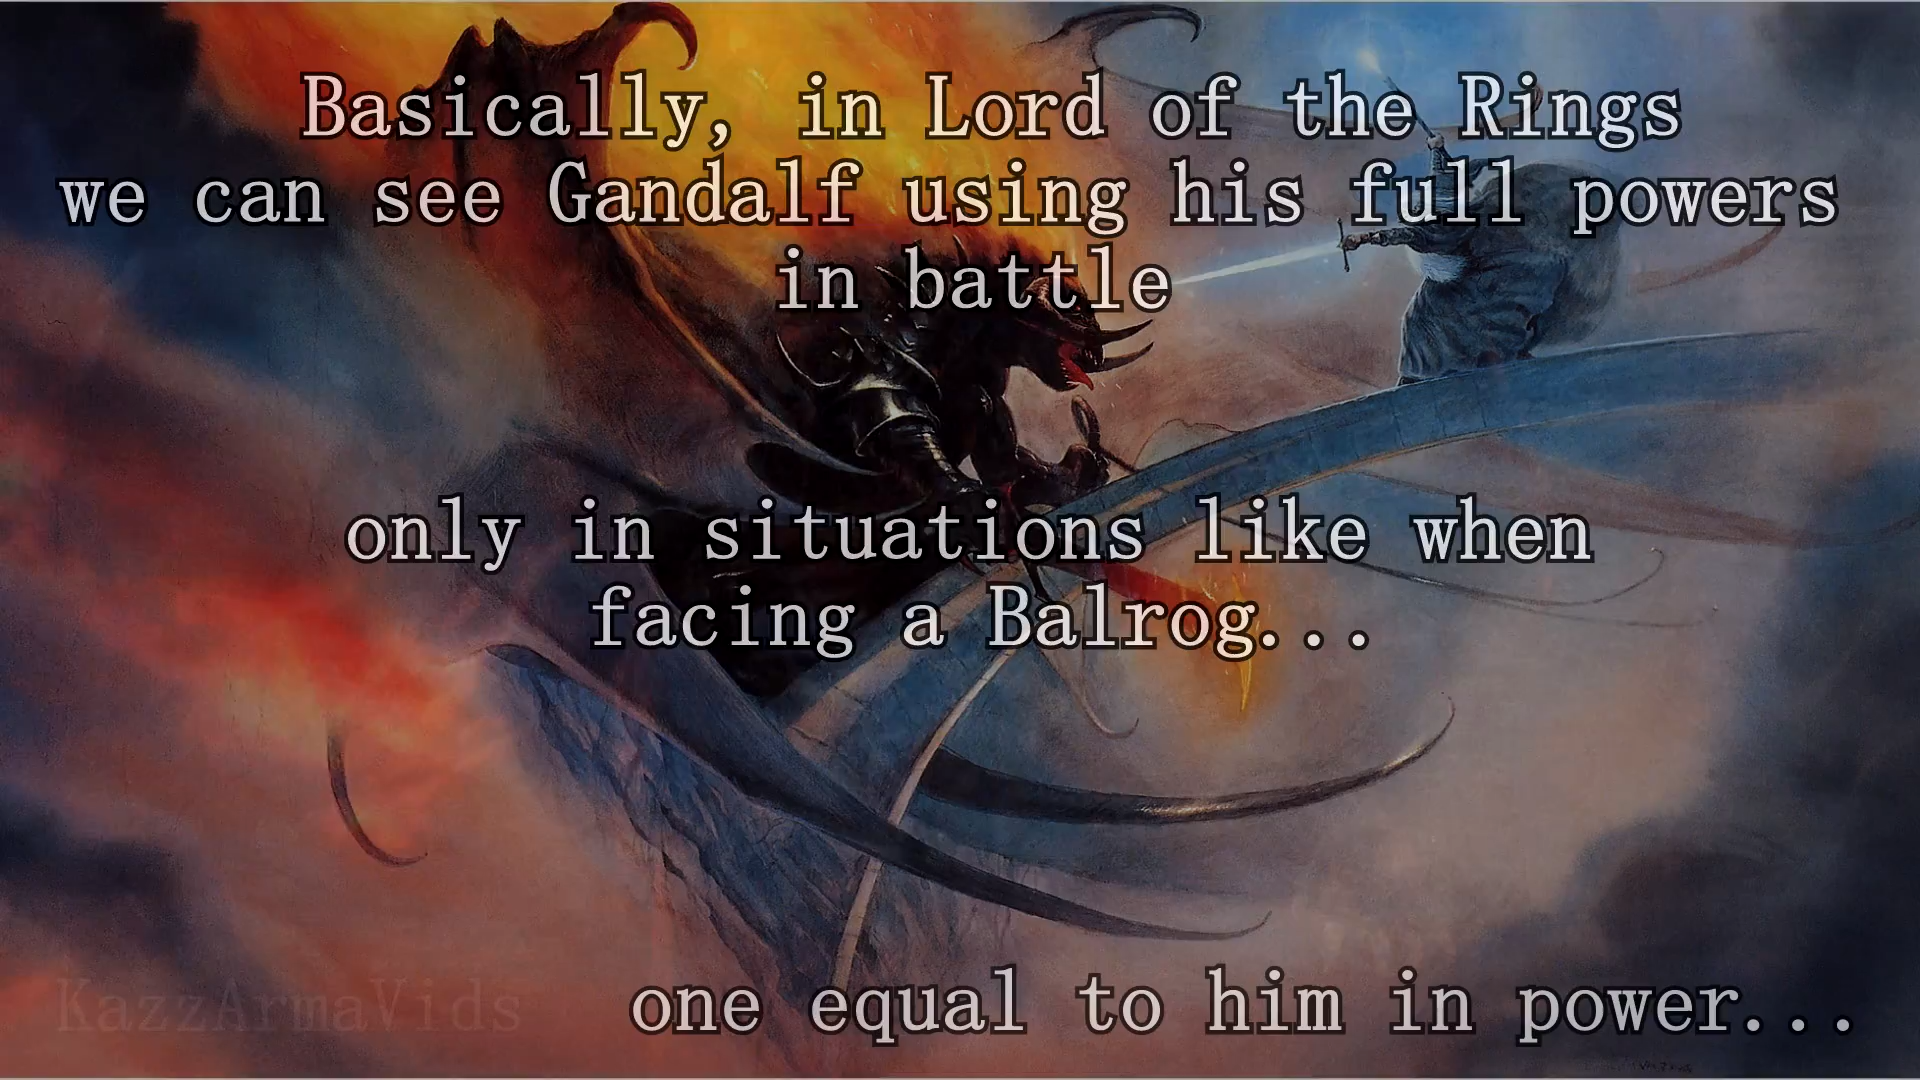 Basically, in Lord of the Rings
we can see Gandalf using his full powers
in battle
only in situations like when
facing a Balrog...
KazzArmaVids
one equal to him in power...